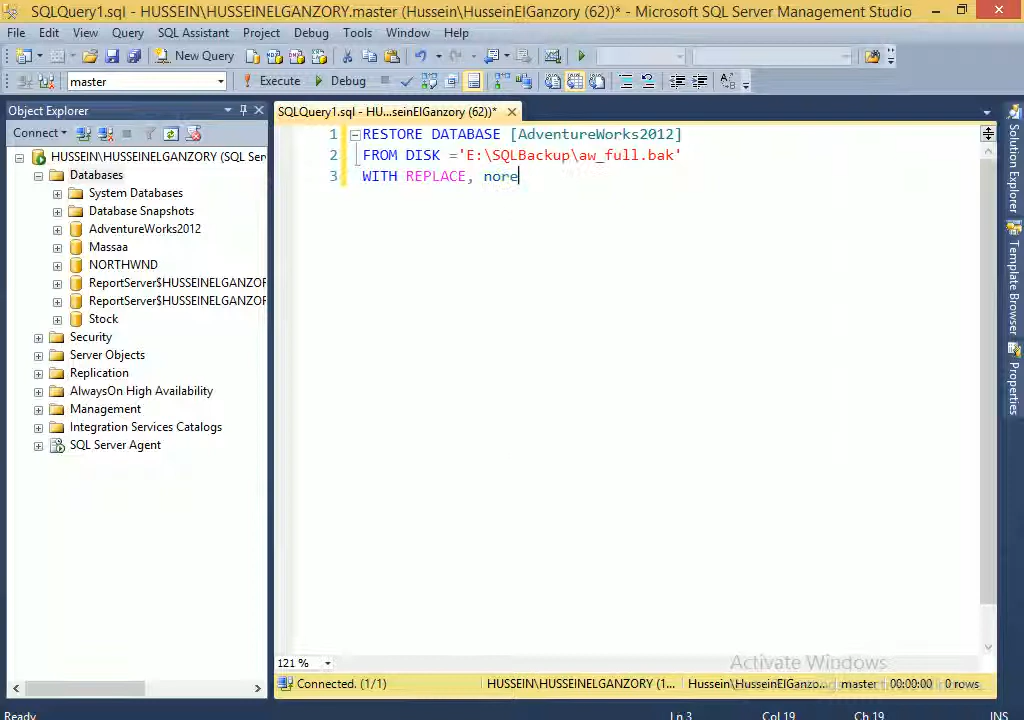 SQLQuery1.sql - HUSSEIN\HUSSEINELGANZORY.master (Hussein\HusseinElGanzory (62))* - Microsoft SQL Server Management Studio
File Edit View Query SQL Assistant Project Debug Tools Window Help
New Query
master Execute Debug
Object Explorer
SQLQuery1.sql - HU...seinElGanzory (62))*
Connect
HUSSEIN\HUSSEINELGANZORY (SQL Ser
Databases
System Databases
Database Snapshots
AdventureWorks2012
Massaa
NORTHWND
ReportServer$HUSSEINELGANZOF
ReportServer$HUSSEINELGANZOF
Stock
Security
Server Objects
Replication
AlwaysOn High Availability
Management
Integration Services Catalogs
SQL Server Agent
1 RESTORE DATABASE [AdventureWorks2012]
2 FROM DISK ='E:\SQLBackup\aw_full.bak'
3 WITH REPLACE, nore
Solution Explorer
Template Browser
Properties
121 %
Activate Windows
Connected. (1/1) HUSSEIN\HUSSEINELGANZORY (1... Hussein\HusseinElGanzo... master 00:00:00 0 rows
Ready Ln 3 Col 19 Ch 19 INS